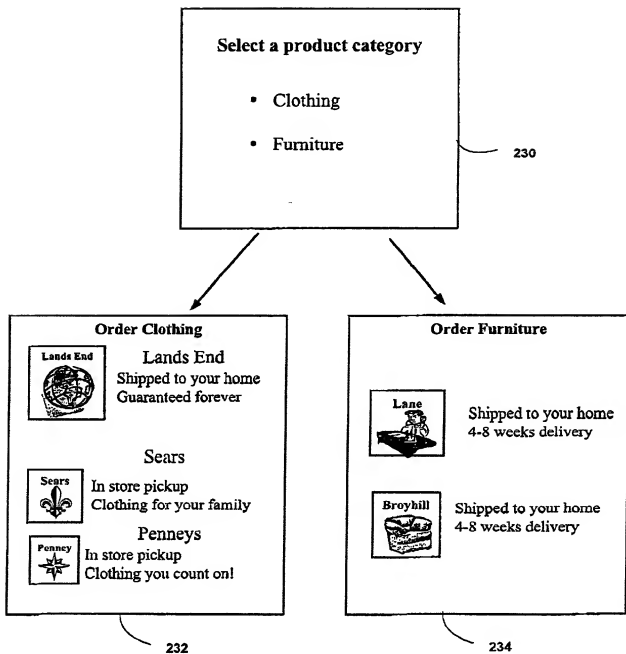 Select a product category
• Clothing
• Furniture
230
Order Clothing
Lands End
Lands End
Shipped to your home
Guaranteed forever
Sears
Sears
In store pickup
Clothing for your family
Penneys
Penney
In store pickup
Clothing you count on!
232
Order Furniture
Lane
Shipped to your home
4-8 weeks delivery
Broyhill
Shipped to your home
4-8 weeks delivery
234